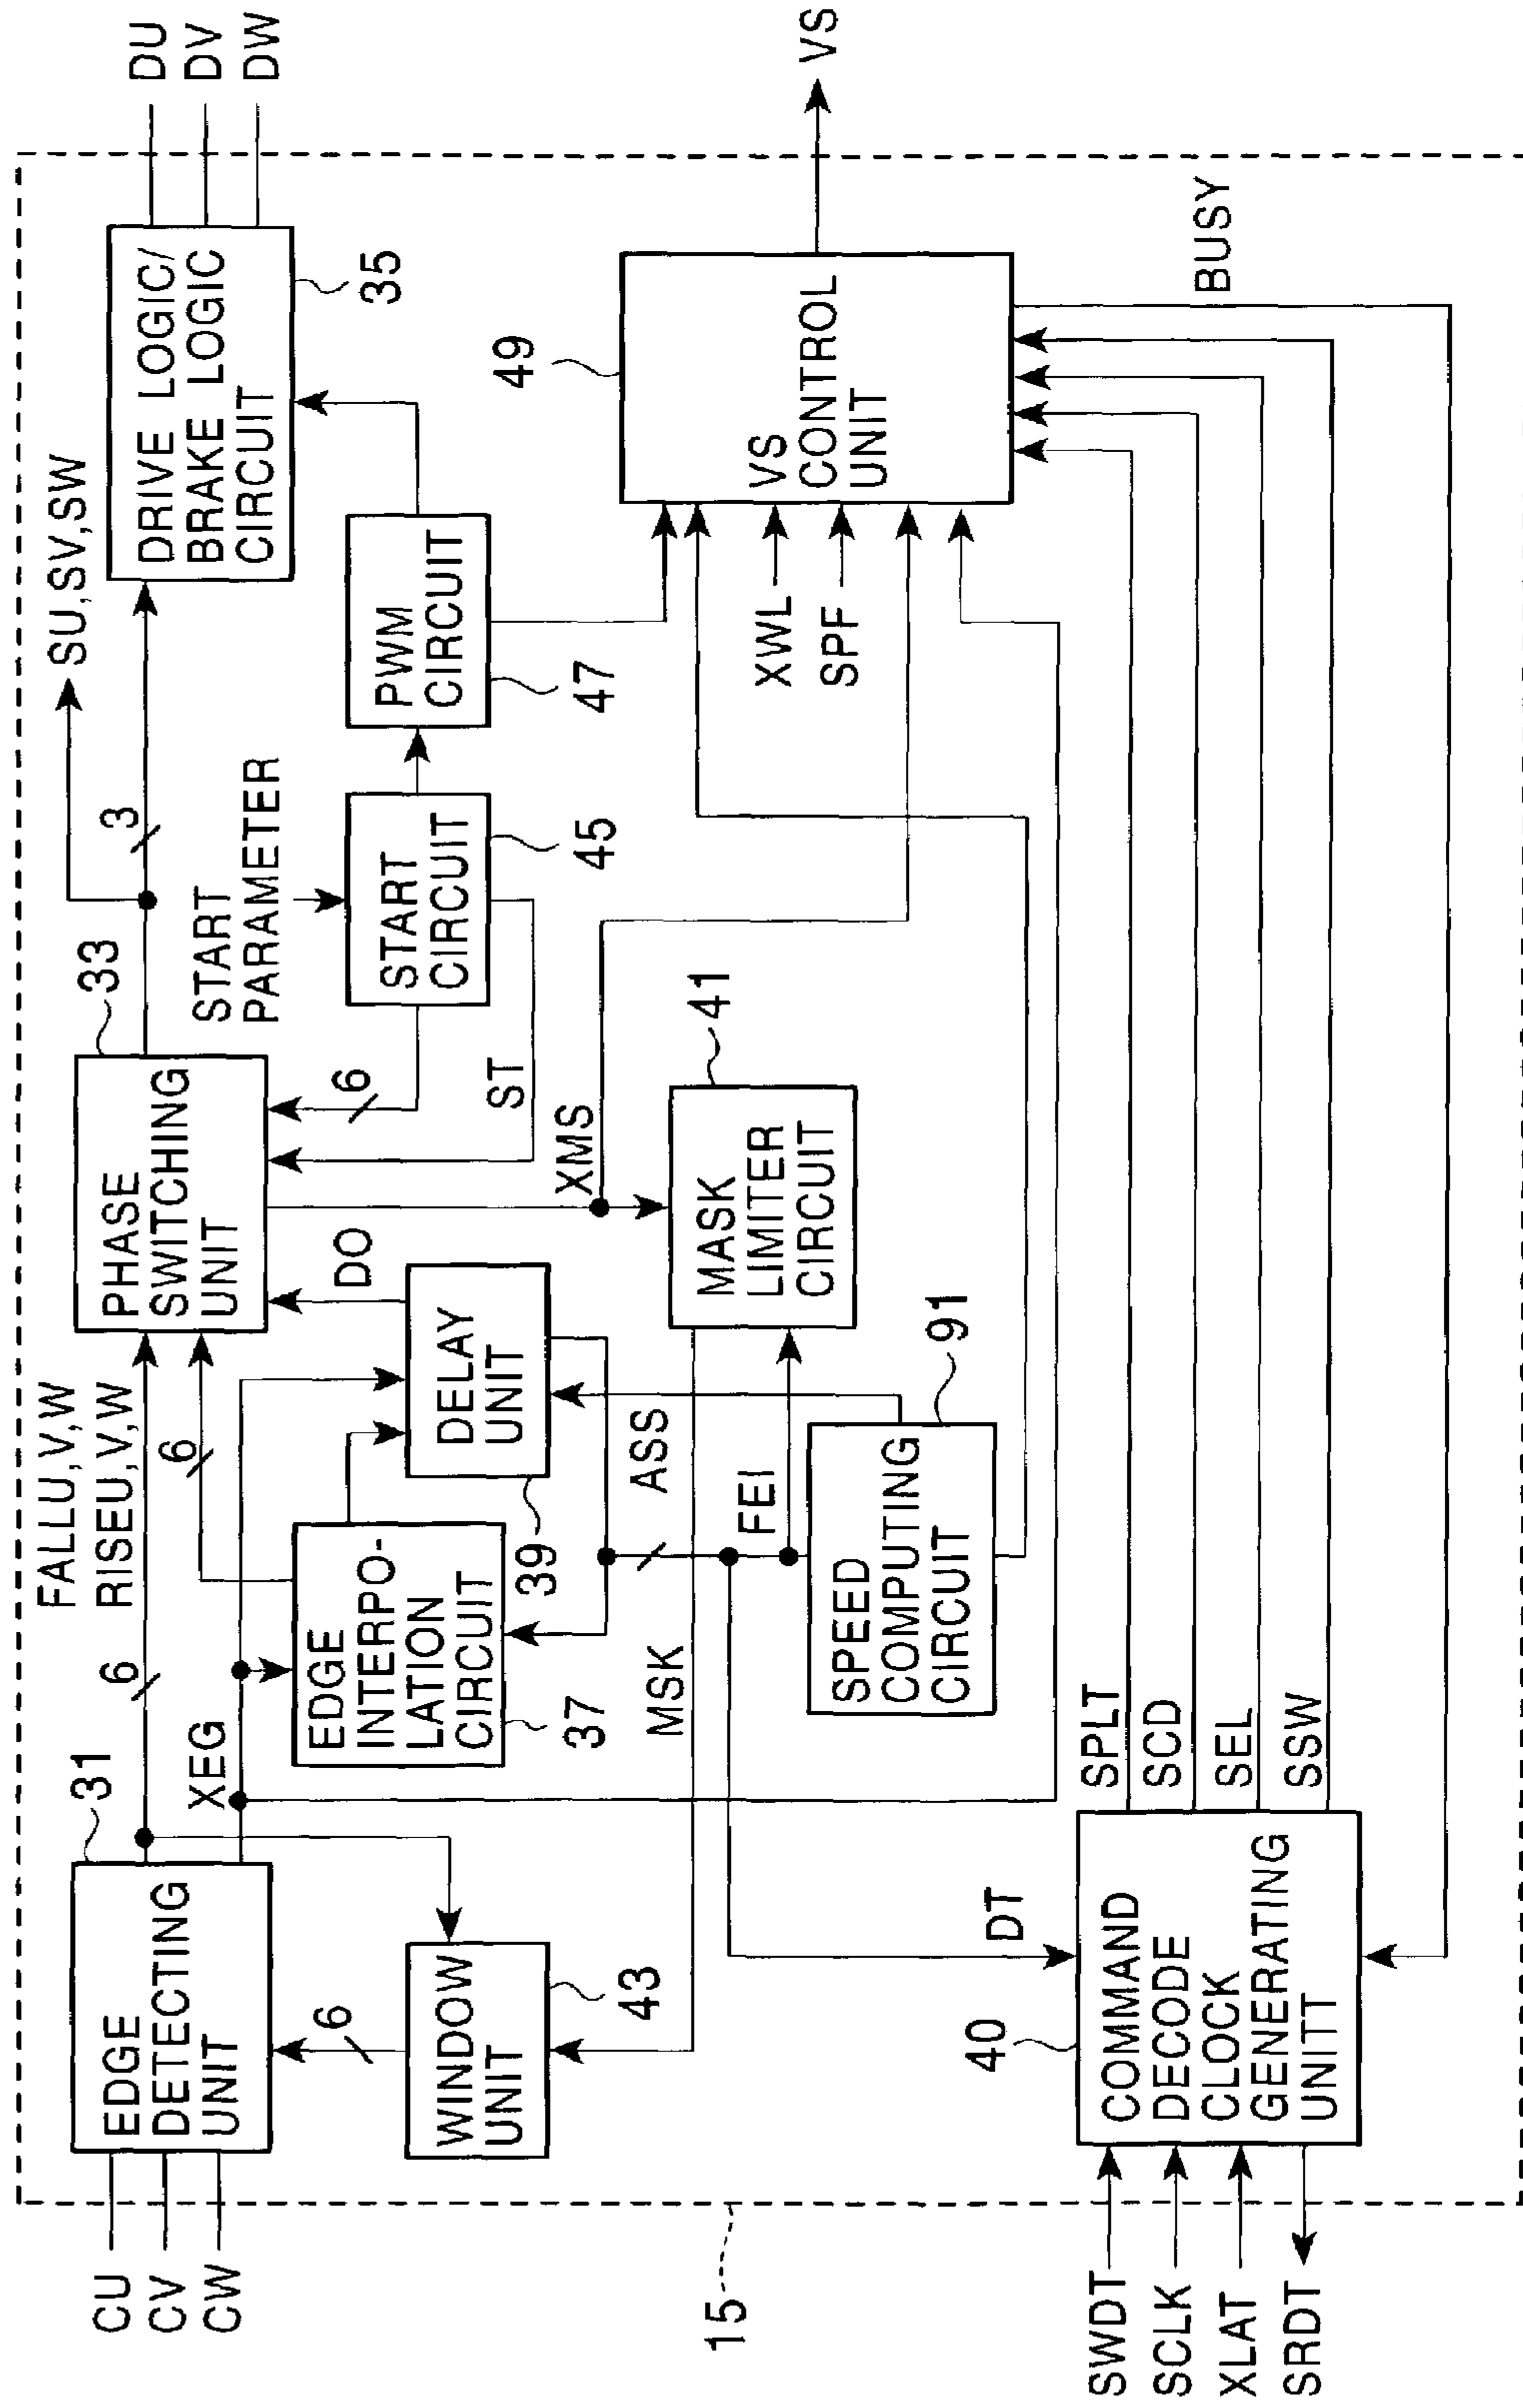 CU
CV
CW
EDGE
DETECTING
UNIT
31
XEG
6
FALLU,V,W
RISEU,V,W
6
PHASE
SWITCHING
UNIT
33
3
SU,SV,SW
DRIVE LOGIC/
BRAKE LOGIC
CIRCUIT
35
DU
DV
DW
6
WINDOW
UNIT
43
EDGE
INTERPO-
LATION
CIRCUIT
37
DELAY
UNIT
39
DO
6
ST
START
PARAMETER
START
CIRCUIT
45
PWM
CIRCUIT
47
XMS
MSK
ASS
FEI
MASK
LIMITER
CIRCUIT
41
SPEED
COMPUTING
CIRCUIT
91
XWL
SPF
VS
CONTROL
UNIT
49
VS
15
SWDT
SCLK
XLAT
SRDT
40
DT
COMMAND
DECODE
CLOCK
GENERATING
UNITT
SPLT
SCD
SEL
SSW
BUSY